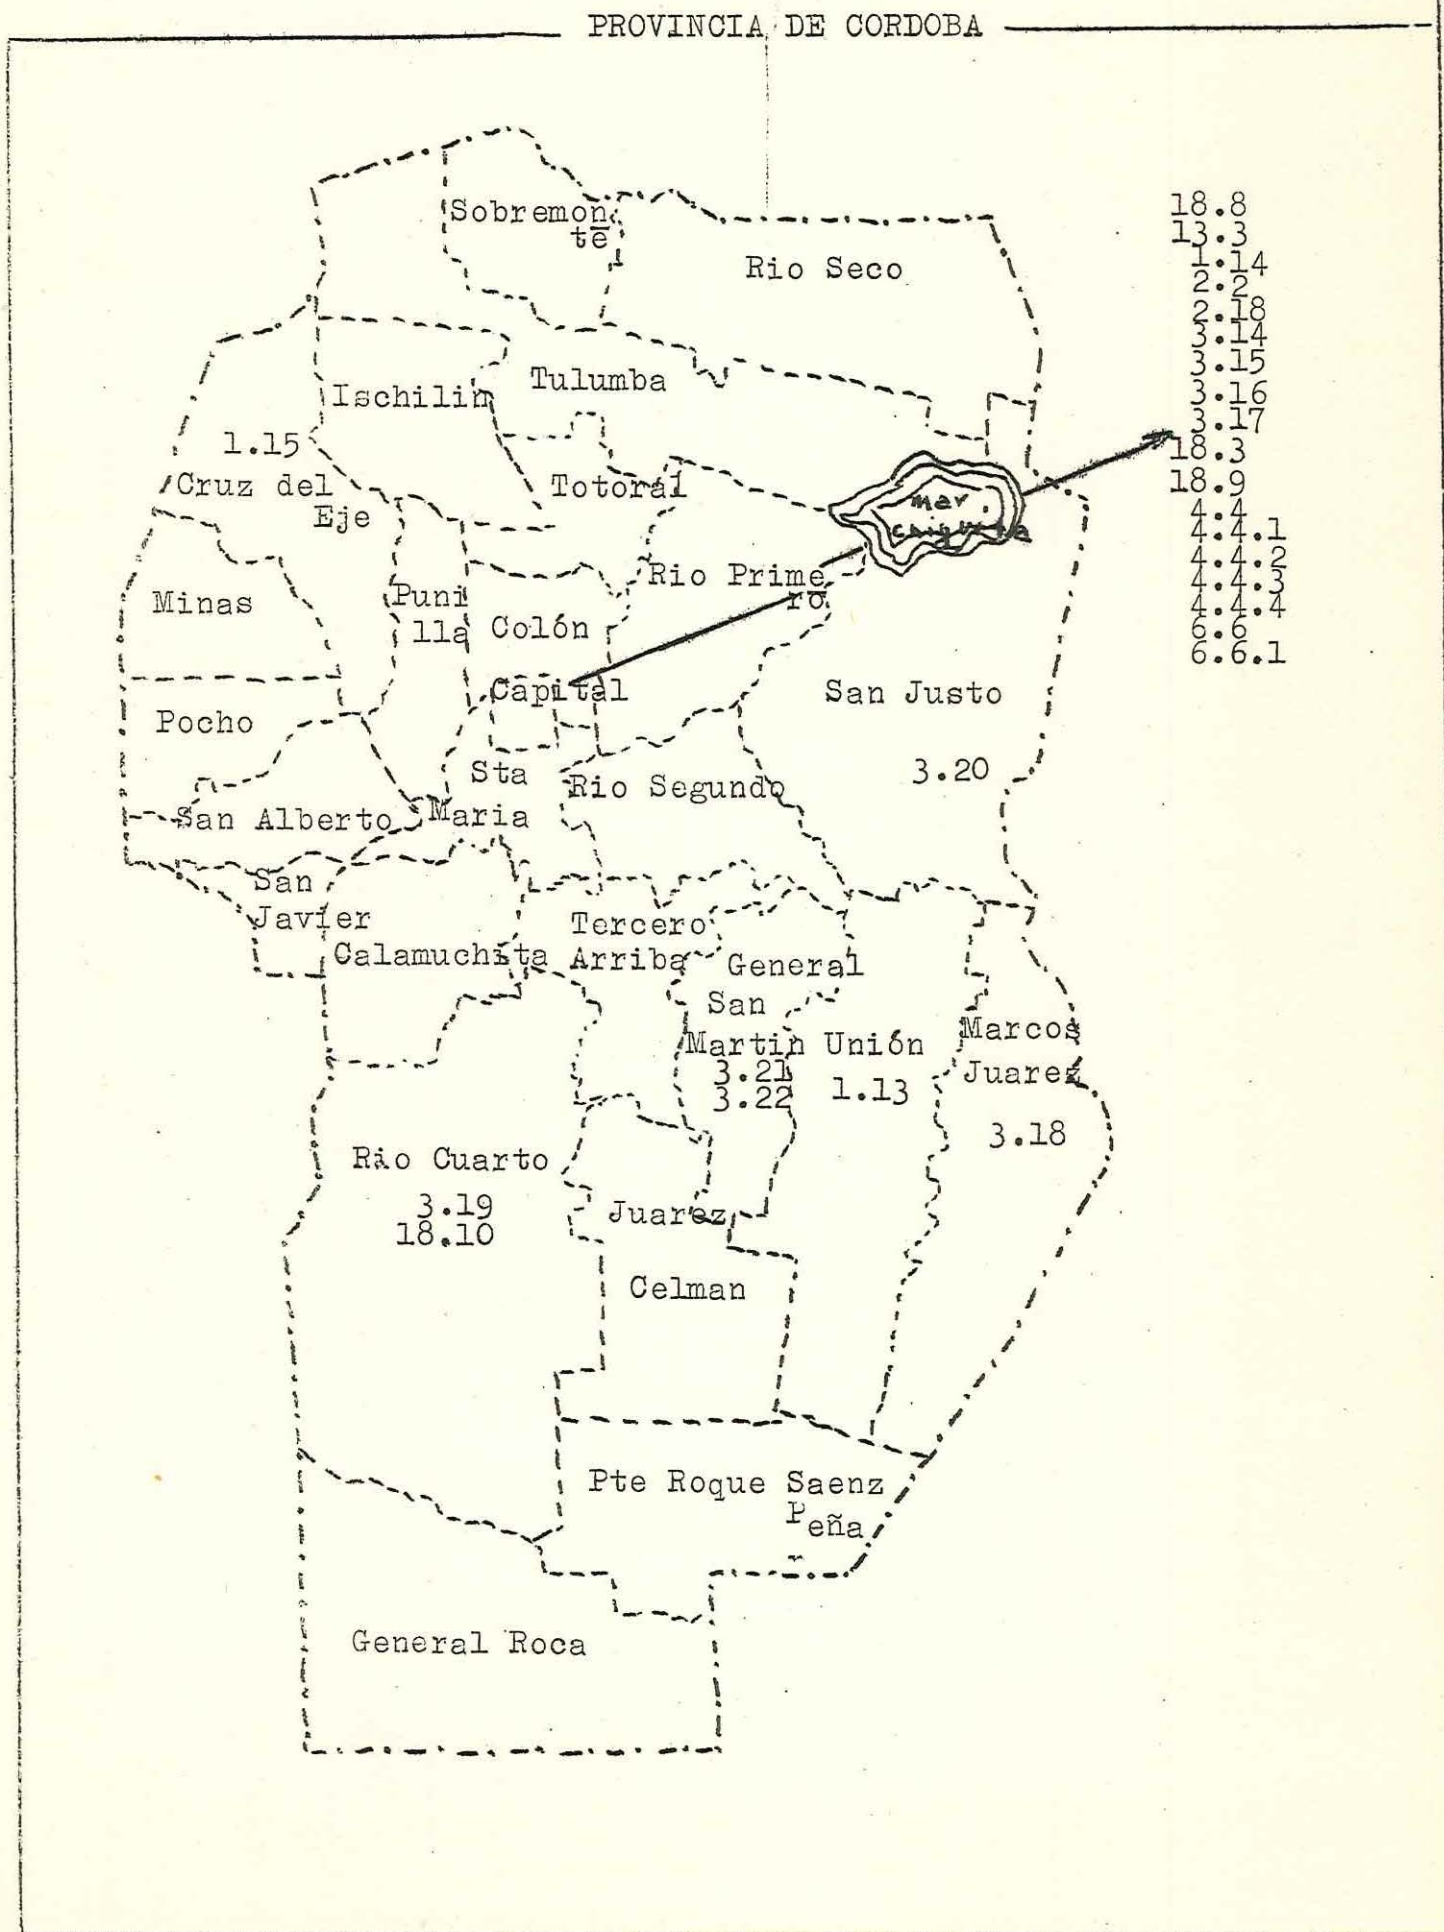 PROVINCIA DE CORDOBA
Sobremon
te
Rio Seco
18.8
13.3
1.14
2.2
2.18
3.14
3.15
3.16
3.17
18.3
18.9
4.4
4.4.1
4.4.2
4.4.3
4.4.4
6.6
6.6.1
Ischilin
Tulumba
1.15
Cruz del
Eje
Totoral
mar
chiquita
Minas
Puni
lla
Colón
Rio Prime
ro
Capital
San Justo
3.20
Pocho
Sta
Maria
Rio Segundo
San Alberto
San
Javier
Calamuchita
Tercero
Arriba
General
San
Martin
3.21
3.22
Unión
1.13
Marcos
Juarez
3.18
Rio Cuarto
3.19
18.10
Juarez
Celman
Pte Roque Saenz
Peña
General Roca